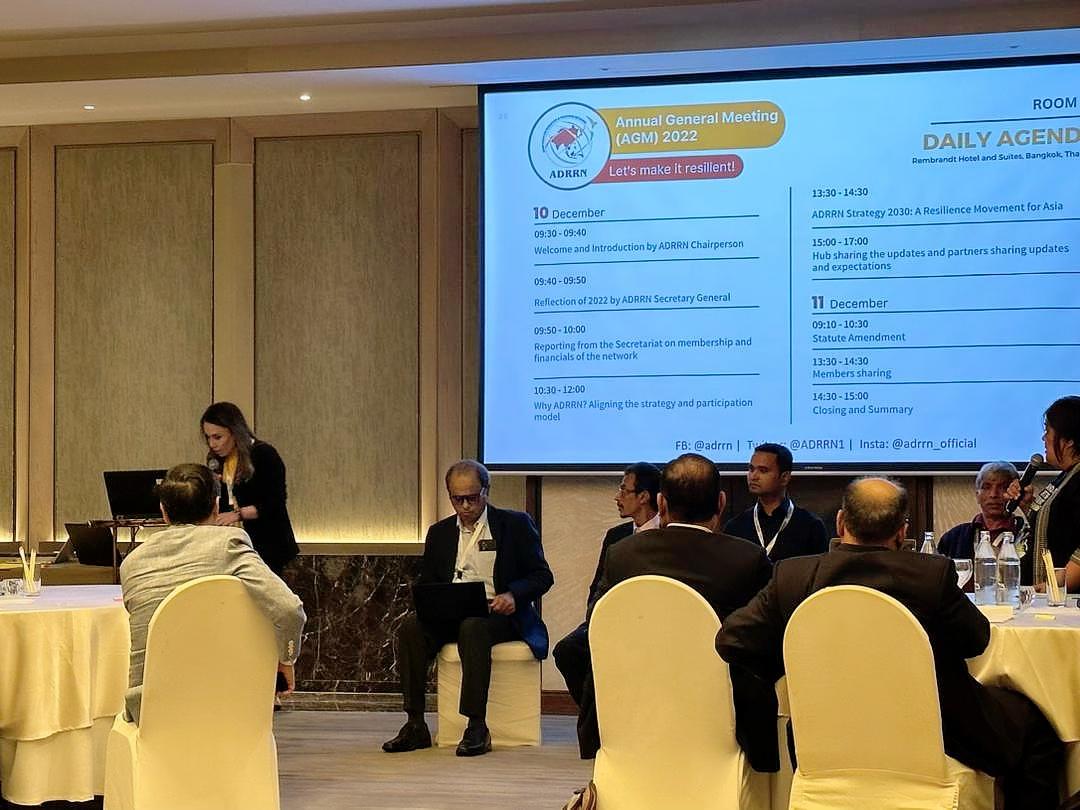 ADRRN
Annual General Meeting
(AGM) 2022
Let's make it resilient!
10 December
09:30 - 09:40
Welcome and Introduction by ADRRN Chairperson
09:40 - 09:50
Reflection of 2022 by ADRRN Secretary General
09:50 - 10:00
Reporting from the Secretariat on membership and
financials of the network
10:30 - 12:00
Why ADRRN? Aligning the strategy and participation
model
ROOM
DAILY AGEND
Rembrandt Hotel and Suites, Bangkok, Tha
13:30 - 14:30
ADRRN Strategy 2030: A Resilience Movement for Asia
15:00 - 17:00
Hub sharing the updates and partners sharing updates
and expectations
11 December
09:10 - 10:30
Statute Amendment
13:30 - 14:30
Members sharing
14:30 - 15:00
Closing and Summary
FB: @adrrn | Twitter: @ADRRN1 | Insta: @adrrn_official